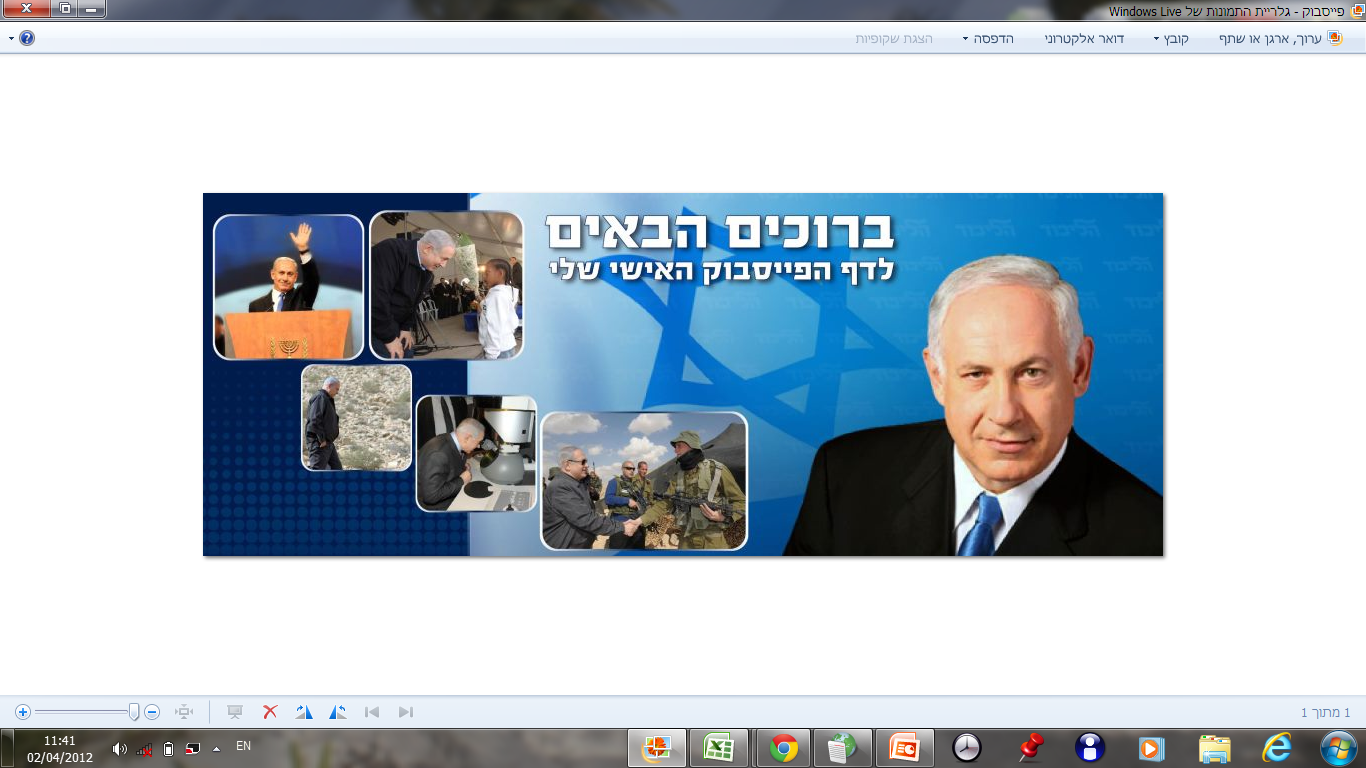 פייסבוק - גלריית התמונות של Windows Live
ערוך, ארגן או שתף
קובץ
דואר אלקטרוני
הדפסה
הצגת שקופיות
ברוכים הבאים
לדף הפייסבוק האישי שלי
הליכוד
1 מתוך 1
EN
11:41
02/04/2012